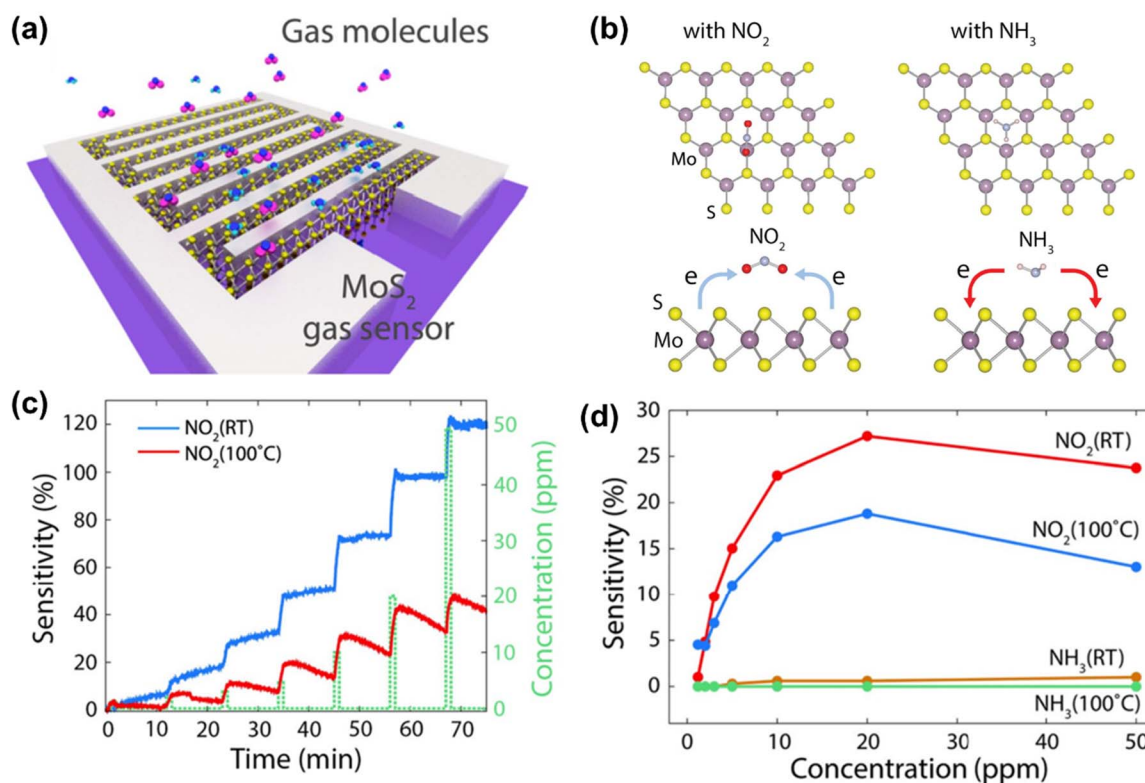 (a)
Gas molecules
MoS2
gas sensor
(b)
with NO2
with NH3
Mo
S
NO2
NH3
e
e
e
e
S
Mo
(c)
120
100
80
60
40
20
0
Sensitivity (%)
NO2(RT)
NO2(100°C)
50
40
30
20
10
0
Concentration (ppm)
0 10 20 30 40 50 60 70
Time (min)
(d)
30
25
20
15
10
5
0
Sensitivity (%)
NO2(RT)
NO2(100°C)
NH3(RT)
NH3(100°C)
0 10 20 30 40 50
Concentration (ppm)